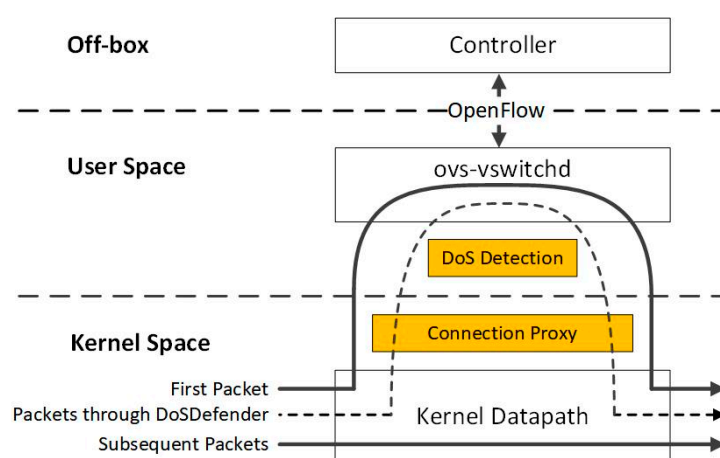 Off-box
Controller
OpenFlow
User Space
ovs-vswitchd
DoS Detection
Kernel Space
Connection Proxy
First Packet
Packets through DoSDefender
Kernel Datapath
Subsequent Packets